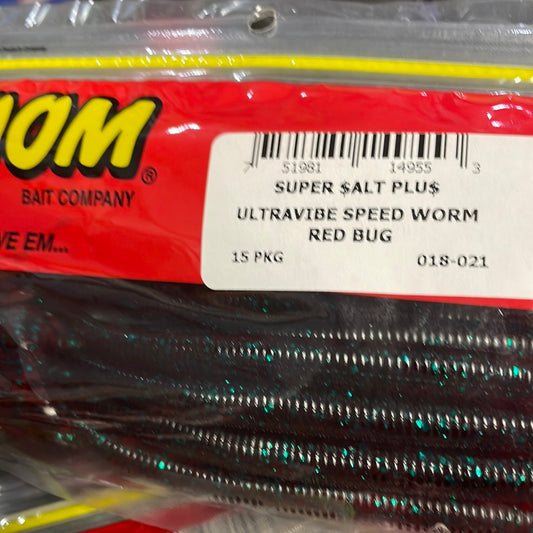 OM
BAIT COMPANY ®
VE EM...
7 51981 14955 3
SUPER $ALT PLU$
ULTRAVIBE SPEED WORM
RED BUG
15 PKG 018-021